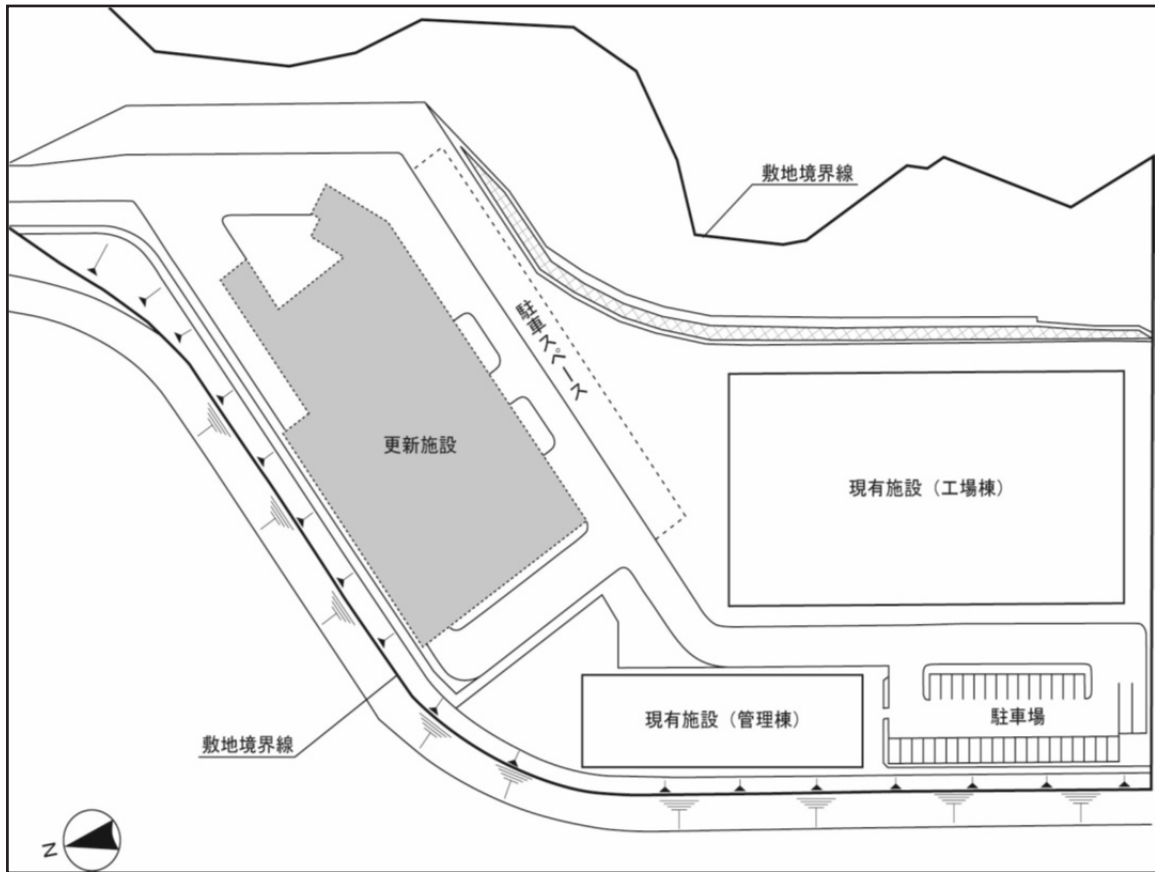 敷地境界線
駐車スペース
更新施設
現有施設（工場棟）
現有施設（管理棟）
駐車場
敷地境界線
N